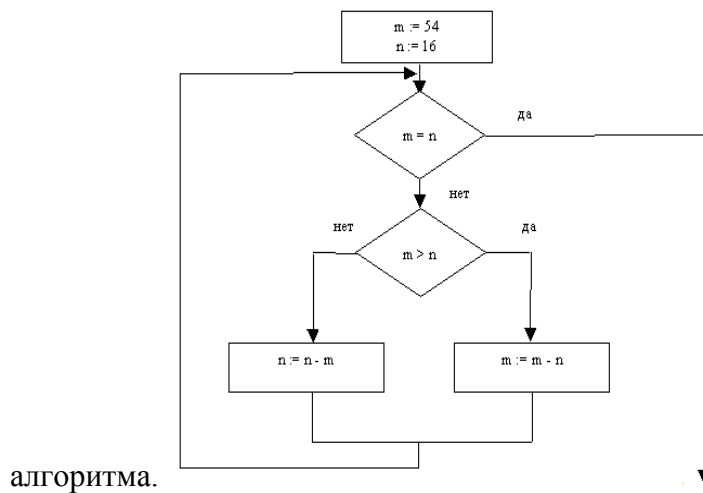 m := 54
n := 16
m = n
да
нет
m > n
нет
да
n := n - m
m := m - n
алгоритма.